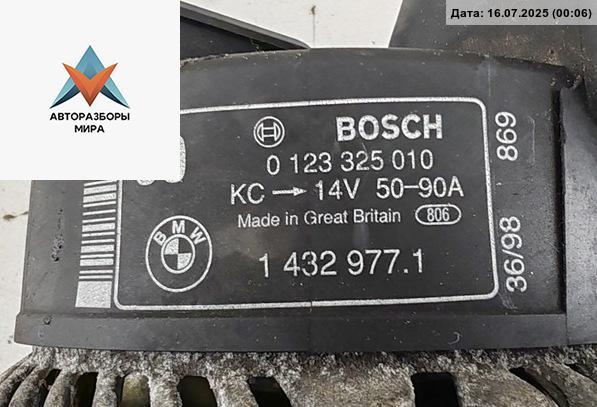 Дата: 16.07.2025 (00:06)
АВТОРАЗБОРЫ
МИРА
BOSCH
0 123 325 010
KC → 14V 50-90A
Made in Great Britain 806
BMW
1 432 977.1
36/98 869